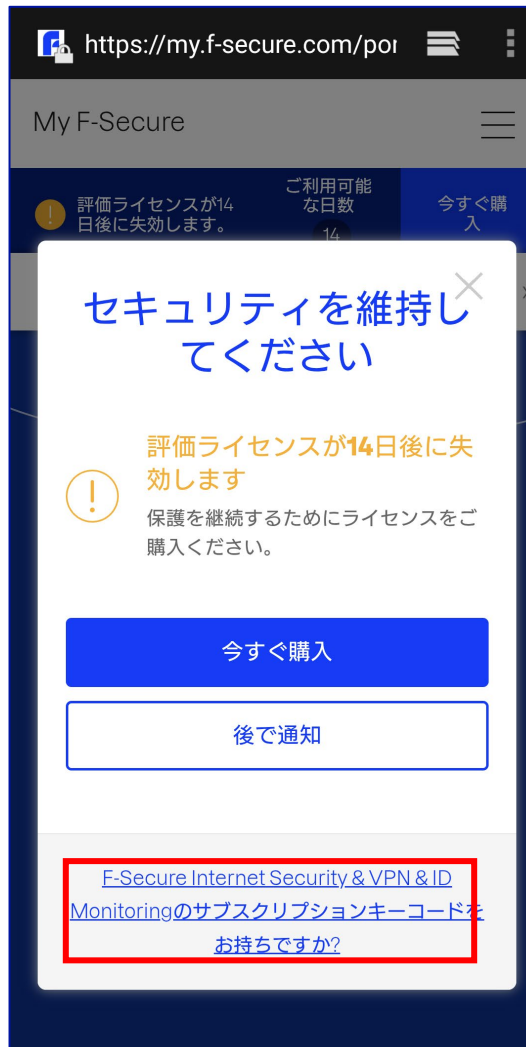 https://my.f-secure.com/por
My F-Secure
評価ライセンスが14
日後に失効します。
ご利用可能
な日数
14
今すぐ購
入
セキュリティを維持し
てください
評価ライセンスが14日後に失
効します
保護を継続するためにライセンスをご
購入ください。
今すぐ購入
後で通知
F-Secure Internet Security & VPN & ID
Monitoringのサブスクリプションキーコードを
お持ちですか?